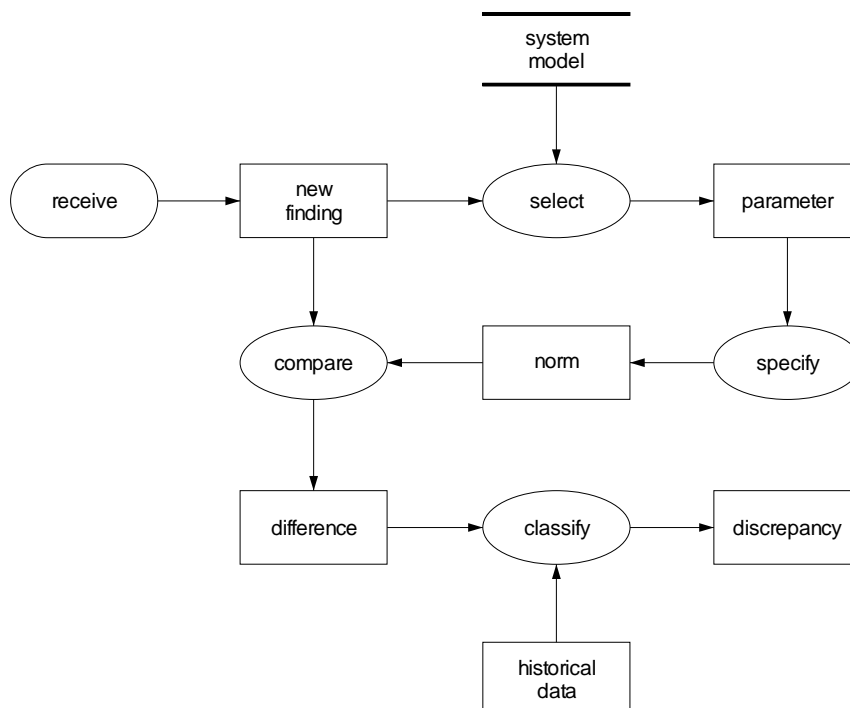 system
model
receive
new
finding
select
parameter
compare
norm
specify
difference
classify
discrepancy
historical
data